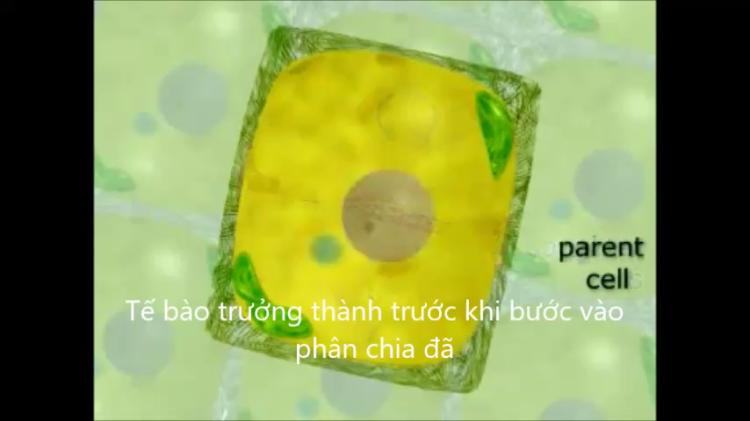 parent
cell
Tế bào trưởng thành trước khi bước vào
phân chia đã